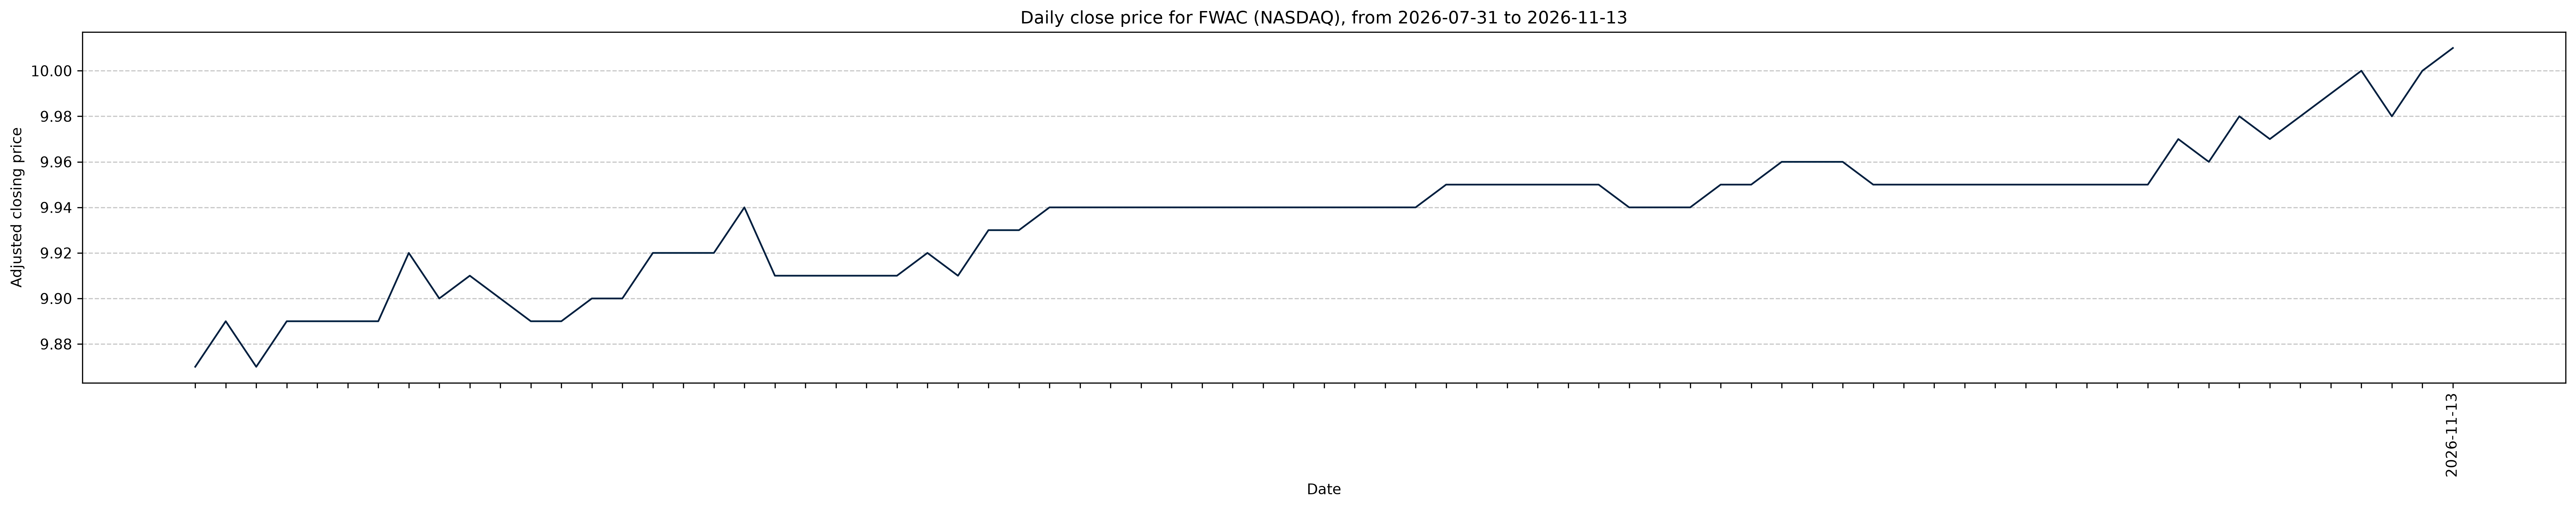 Daily close price for FWAC (NASDAQ), from 2026-07-31 to 2026-11-13
Adjusted closing price
10.00
9.98
9.96
9.94
9.92
9.90
9.88
2026-11-13
Date